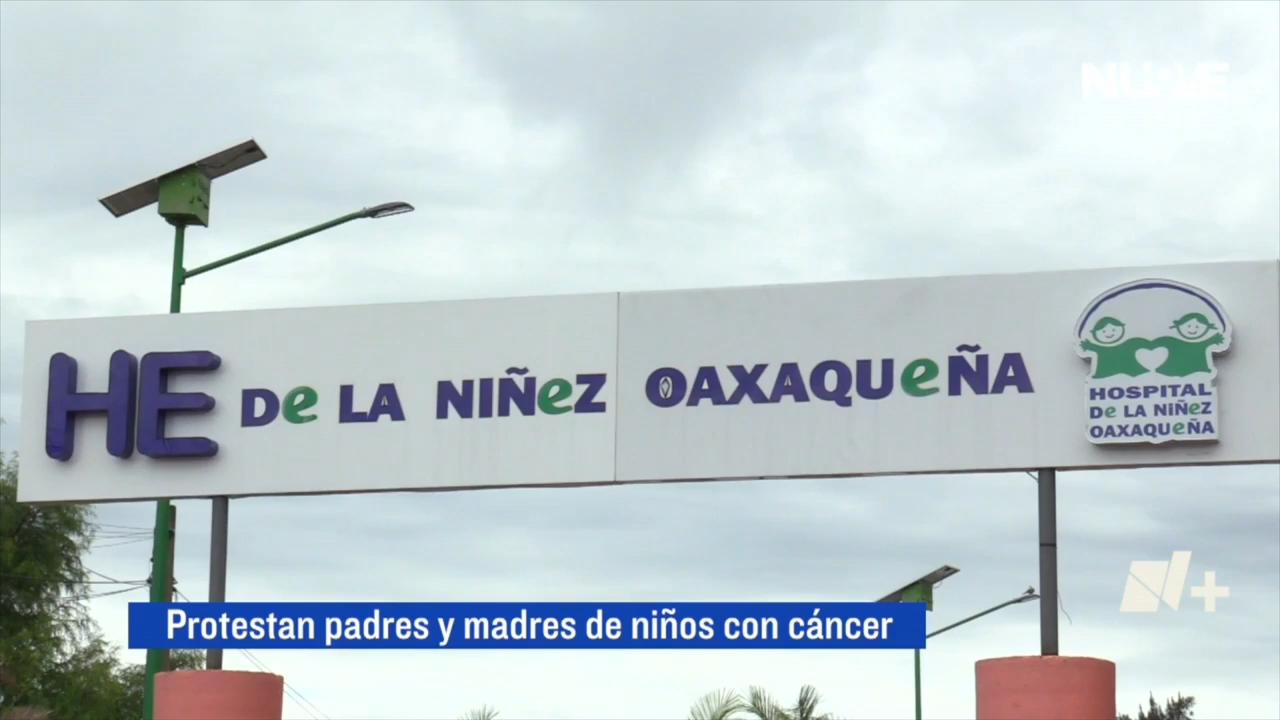 HE De LA NIÑeZ OAXAQUeÑA
HOSPITAL
De LA NiÑeZ
OAXAQUeÑA
N+
Protestan padres y madres de niños con cáncer